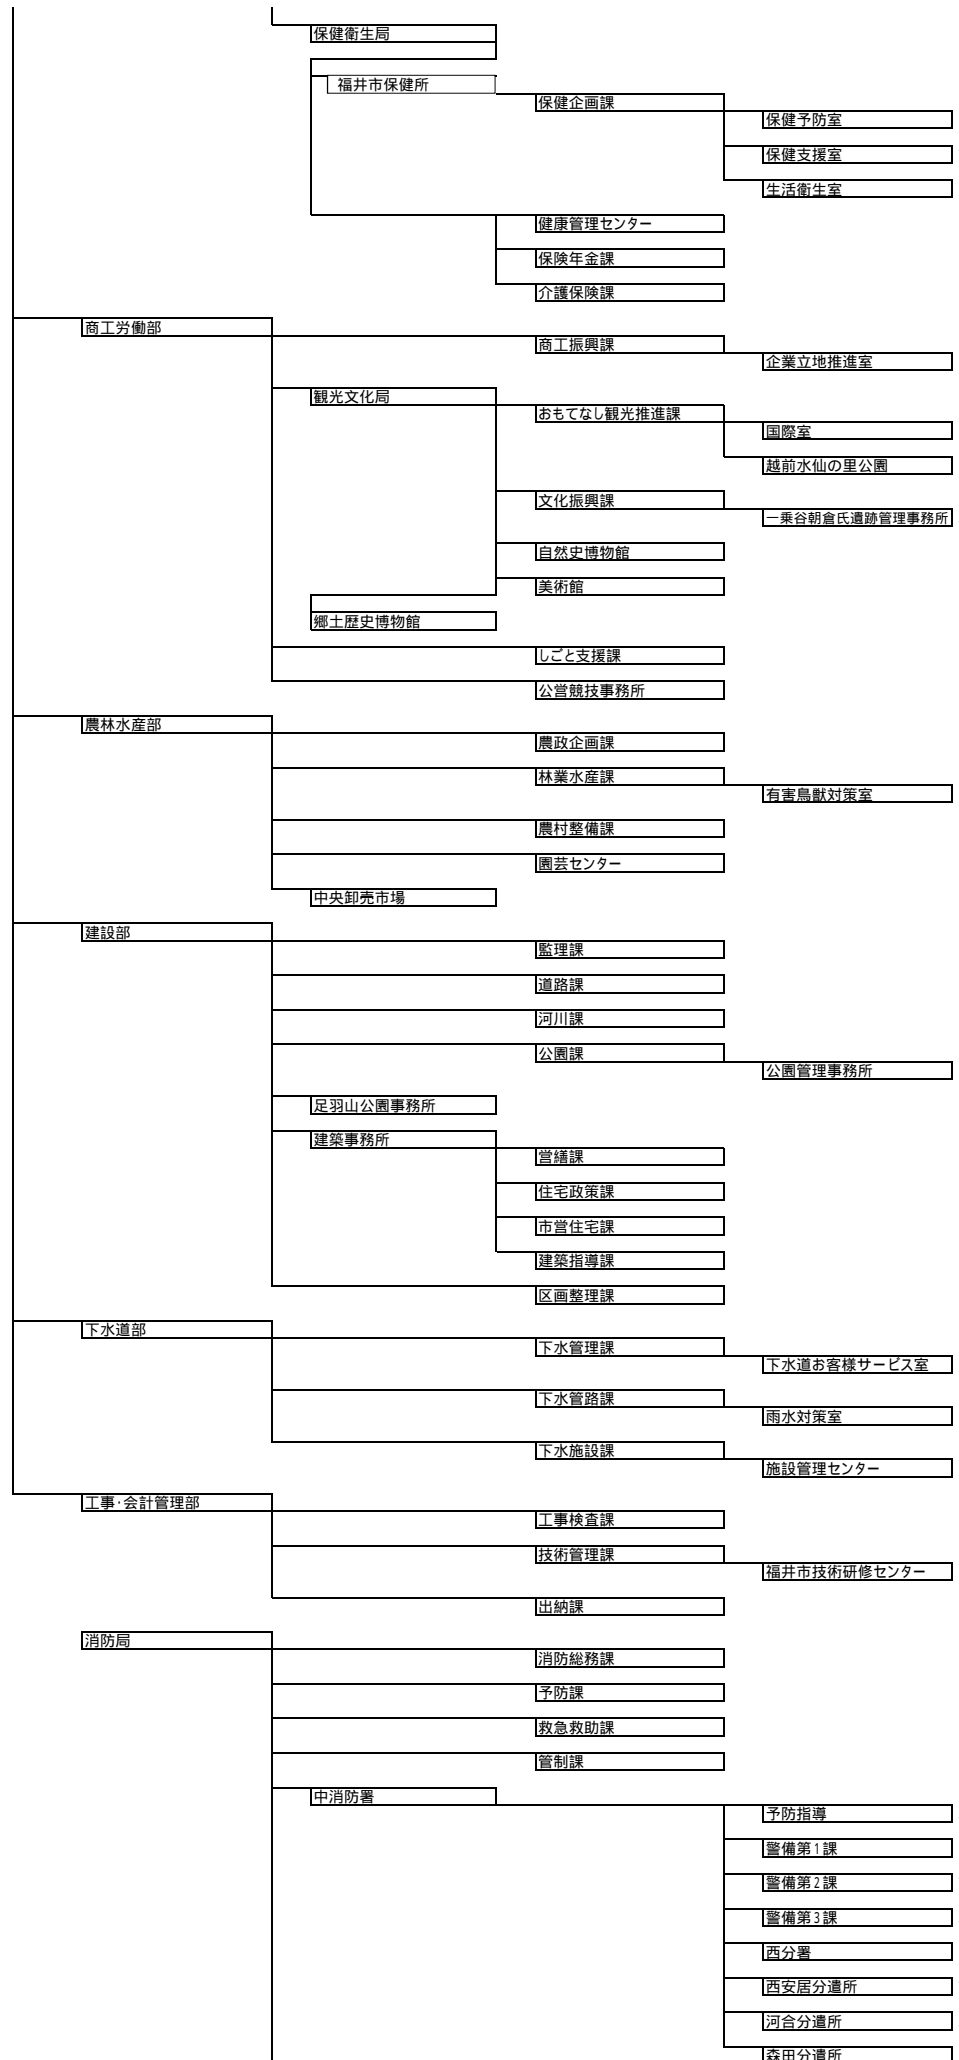 保健衛生局
福井市保健所
保健企画課
保健予防室
保健支援室
生活衛生室
健康管理センター
保険年金課
介護保険課
商工労働部
商工振興課
企業立地推進室
観光文化局
おもてなし観光推進課
国際室
越前水仙の里公園
文化振興課
一乗谷朝倉氏遺跡管理事務所
自然史博物館
美術館
郷土歴史博物館
しごと支援課
公営競技事務所
農林水産部
農政企画課
林業水産課
有害鳥獣対策室
農村整備課
園芸センター
中央卸売市場
建設部
監理課
道路課
河川課
公園課
公園管理事務所
足羽山公園事務所
建築事務所
営繕課
住宅政策課
市営住宅課
建築指導課
区画整理課
下水道部
下水管理課
下水道お客様サービス室
下水管路課
雨水対策室
下水施設課
施設管理センター
工事・会計管理部
工事検査課
技術管理課
福井市技術研修センター
出納課
消防局
消防総務課
予防課
救急救助課
管制課
中消防署
予防指導
警備第1課
警備第2課
警備第3課
西分署
西安居分遣所
河合分遣所
森田分遣所